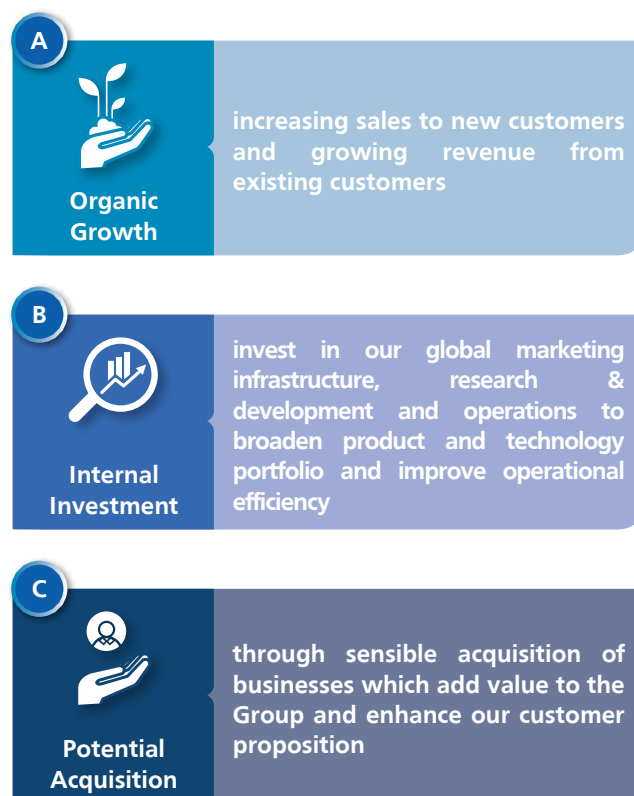 A
Organic
Growth
increasing sales to new customers
and growing revenue from
existing customers
B
Internal
Investment
invest in our global marketing
infrastructure, research &
development and operations to
broaden product and technology
portfolio and improve operational
efficiency
C
Potential
Acquisition
through sensible acquisition of
businesses which add value to the
Group and enhance our customer
proposition